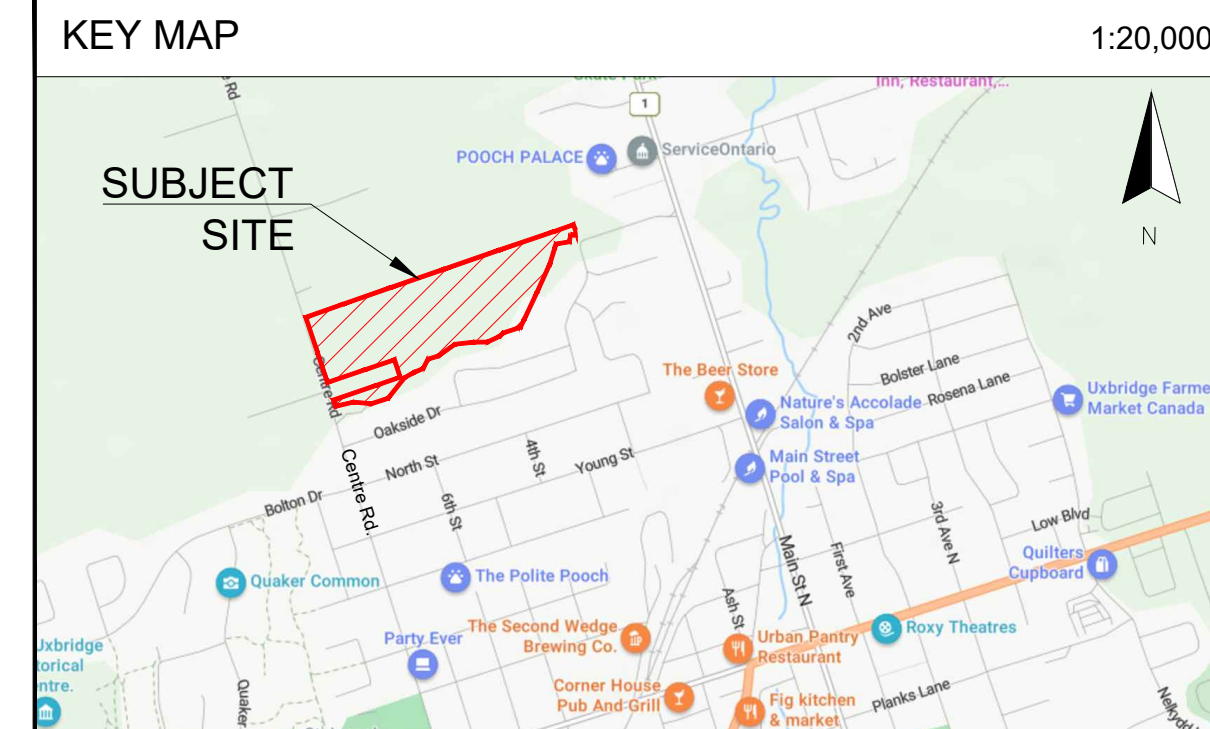 KEY MAP
1:20,000
Rd
Inn, Restaurant,...
1
POOCH PALACE
ServiceOntario
SUBJECT
SITE
N
2nd Ave
Centre Rd
The Beer Store
Bolster Lane
Rosena Lane
Uxbridge Farme
Market Canada
Nature's Accolade
Salon & Spa
Oakside Dr
4th St
Young St
North St
Main Street
Pool & Spa
Centre Rd.
Bolton Dr
6th St
3rd Ave N
Low Blvd
Main St N
First Ave
Quilters
Cupboard
Quaker Common
The Polite Pooch
Ash St
The Second Wedge
Brewing Co.
Party Ever
Urban Pantry
Restaurant
Roxy Theatres
Uxbridge
torical
ntre.
Quaker
Corner House
Pub And Grill
Fig kitchen
& market
Planks Lane